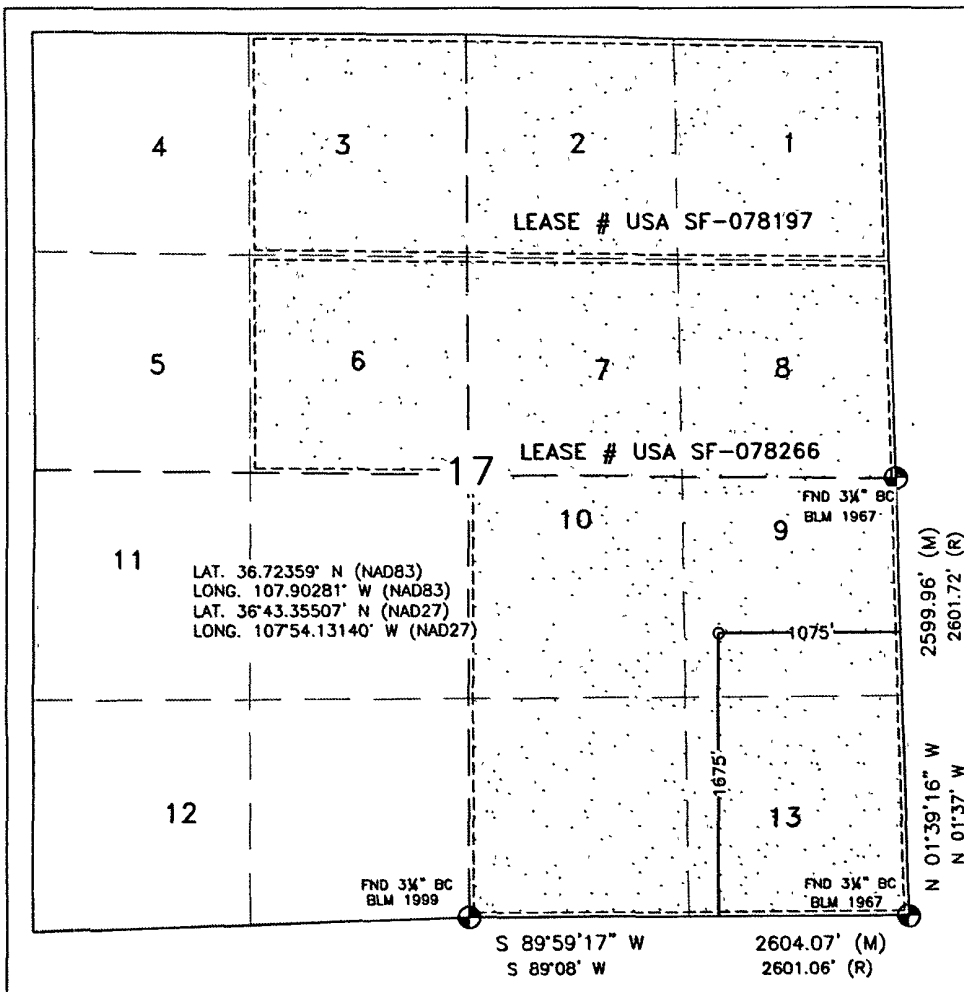 4
3
2
1
LEASE # USA SF-078197
5
6
7
8
LEASE # USA SF-078266
17
FND 3¼" BC
BLM 1967
10
9
11
LAT. 36.72359° N (NAD83)
LONG. 107.90281° W (NAD83)
LAT. 36°43.35507' N (NAD27)
LONG. 107°54.13140' W (NAD27)
1075'
2599.96' (M)
2601.72' (R)
1675'
12
13
N 01°39'16" W
N 01°37' W
FND 3¼" BC
BLM 1999
FND 3¼" BC
BLM 1967
S 89°59'17" W
2604.07' (M)
S 89°08' W
2601.06' (R)